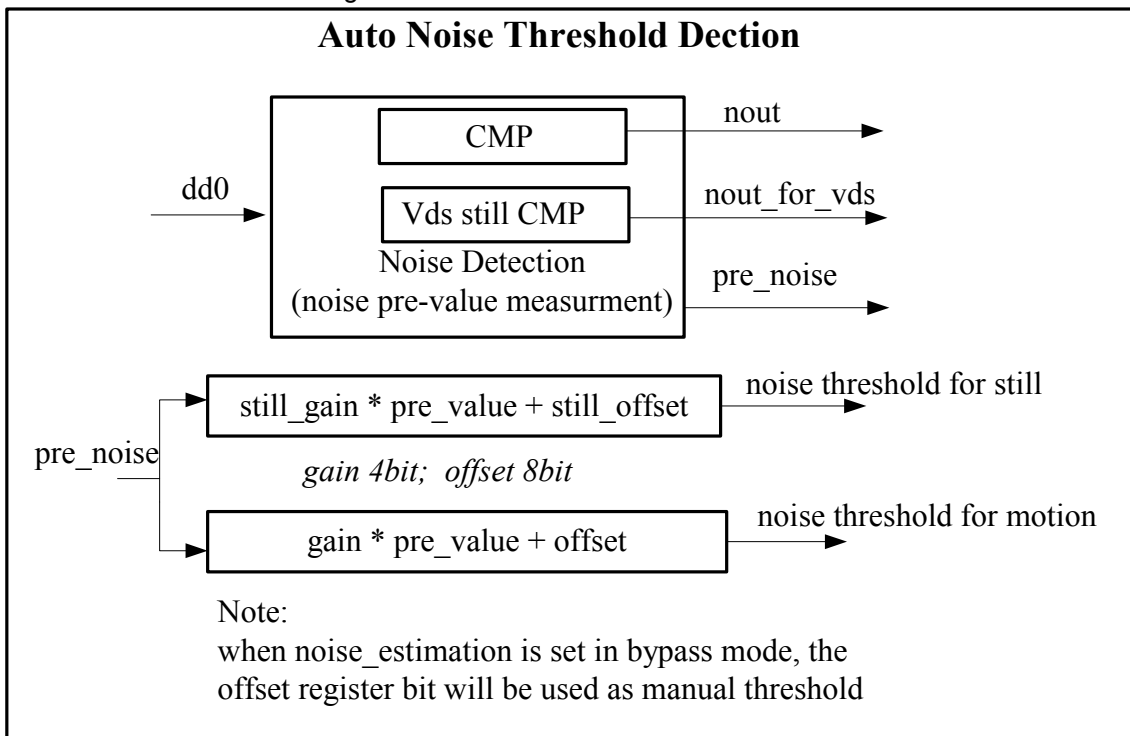 Auto Noise Threshold Dection
CMP
nout
dd0
Vds still CMP
nout_for_vds
Noise Detection
(noise pre-value measurment)
pre_noise
still_gain * pre_value + still_offset
noise threshold for still
pre_noise
gain 4bit; offset 8bit
gain * pre_value + offset
noise threshold for motion
Note:
when noise_estimation is set in bypass mode, the
offset register bit will be used as manual threshold